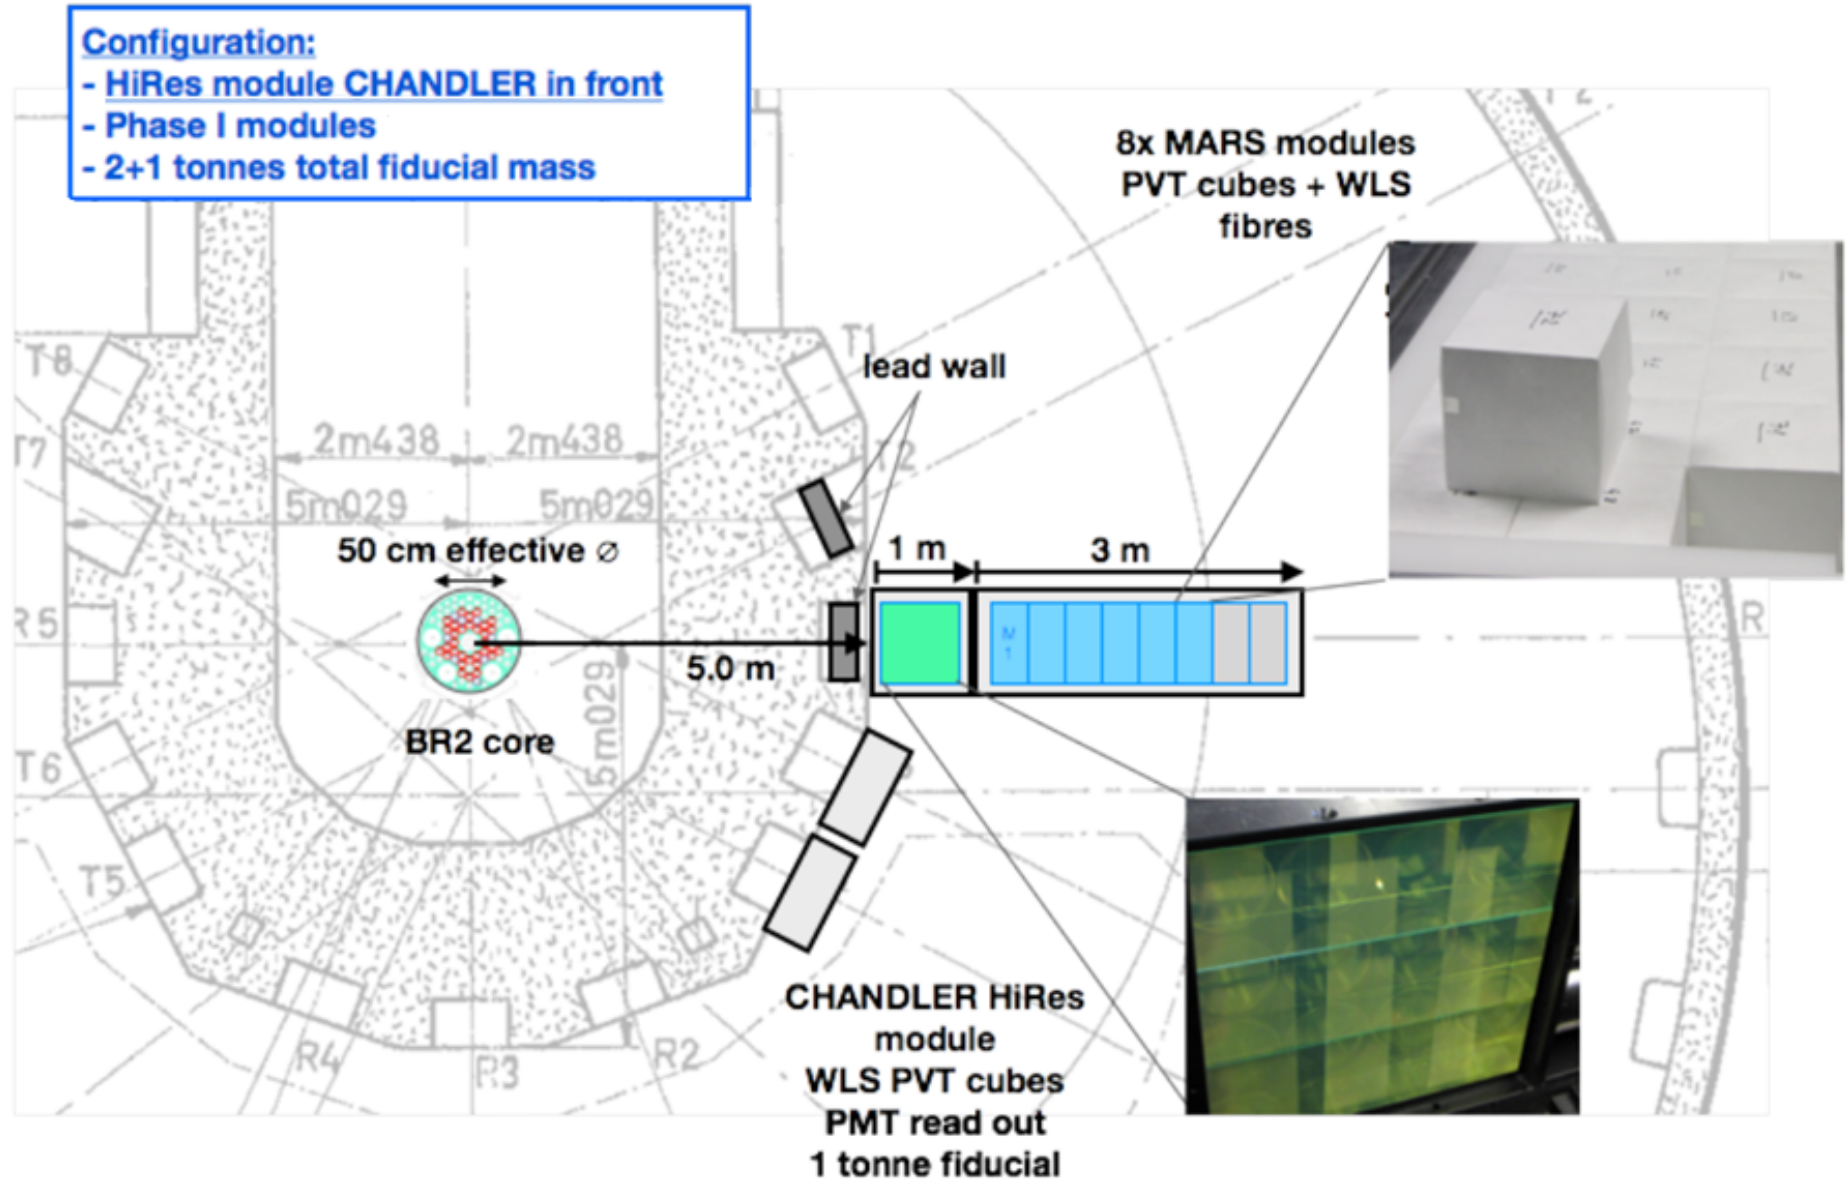 Configuration:
- HiRes module CHANDLER in front
- Phase I modules
- 2+1 tonnes total fiducial mass
8x MARS modules
PVT cubes + WLS
fibres
T8
T1
lead wall
T7
2m438
2m438
T2
5m029
5m029
50 cm effective ∅
1 m
3 m
R5
M
1
R
5.0 m
5m029
BR2 core
T6
T5
CHANDLER HiRes
module
WLS PVT cubes
PMT read out
1 tonne fiducial
R4
R3
R2